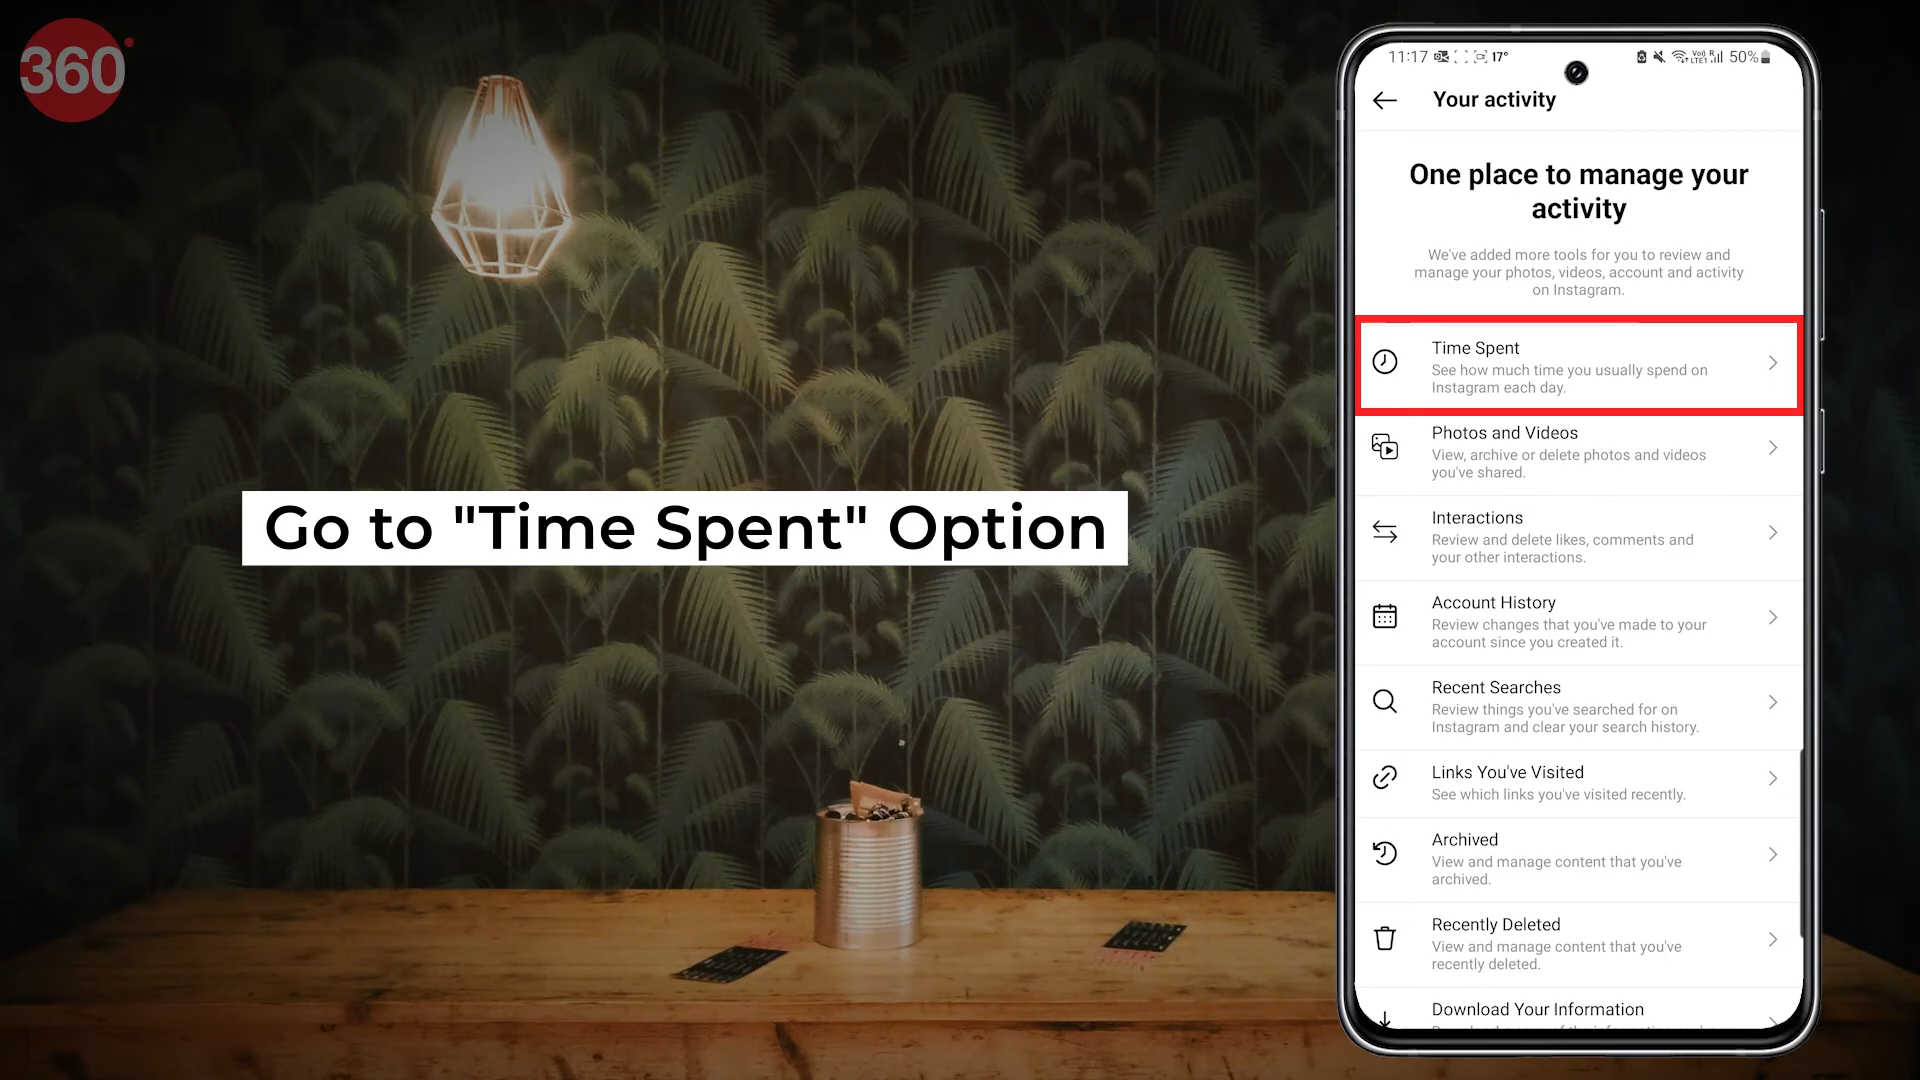 360
Go to "Time Spent" Option
11:17
17°
50%
Your activity
One place to manage your
activity
We've added more tools for you to review and
manage your photos, videos, account and activity
on Instagram.
Time Spent
See how much time you usually spend on
Instagram each day.
Photos and Videos
View, archive or delete photos and videos
you've shared.
Interactions
Review and delete likes, comments and
your other interactions.
Account History
Review changes that you've made to your
account since you created it.
Recent Searches
Review things you've searched for on
Instagram and clear your search history.
Links You've Visited
See which links you've visited recently.
Archived
View and manage content that you've
archived.
Recently Deleted
View and manage content that you've
recently deleted.
Download Your Information